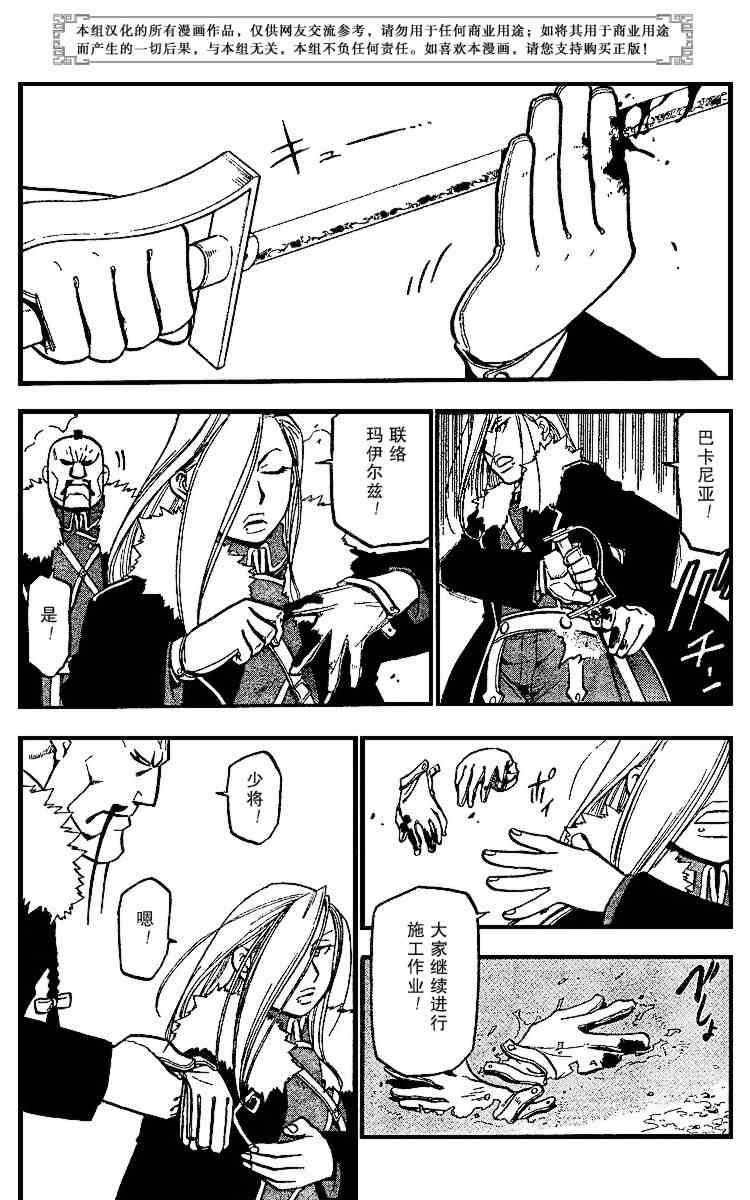 本组汉化的所有漫画作品，仅供网友交流参考，请勿用于任何商业用途；如将其用于商业用途
而产生的一切后果，与本组无关，本组不负任何责任。如喜欢本漫画，请您支持购买正版！
キュ
巴卡尼亚！
チン
联络
玛伊尔兹！
是！
ポイ
大家继续进行
施工作业！
べしょ
少将！
嗯！